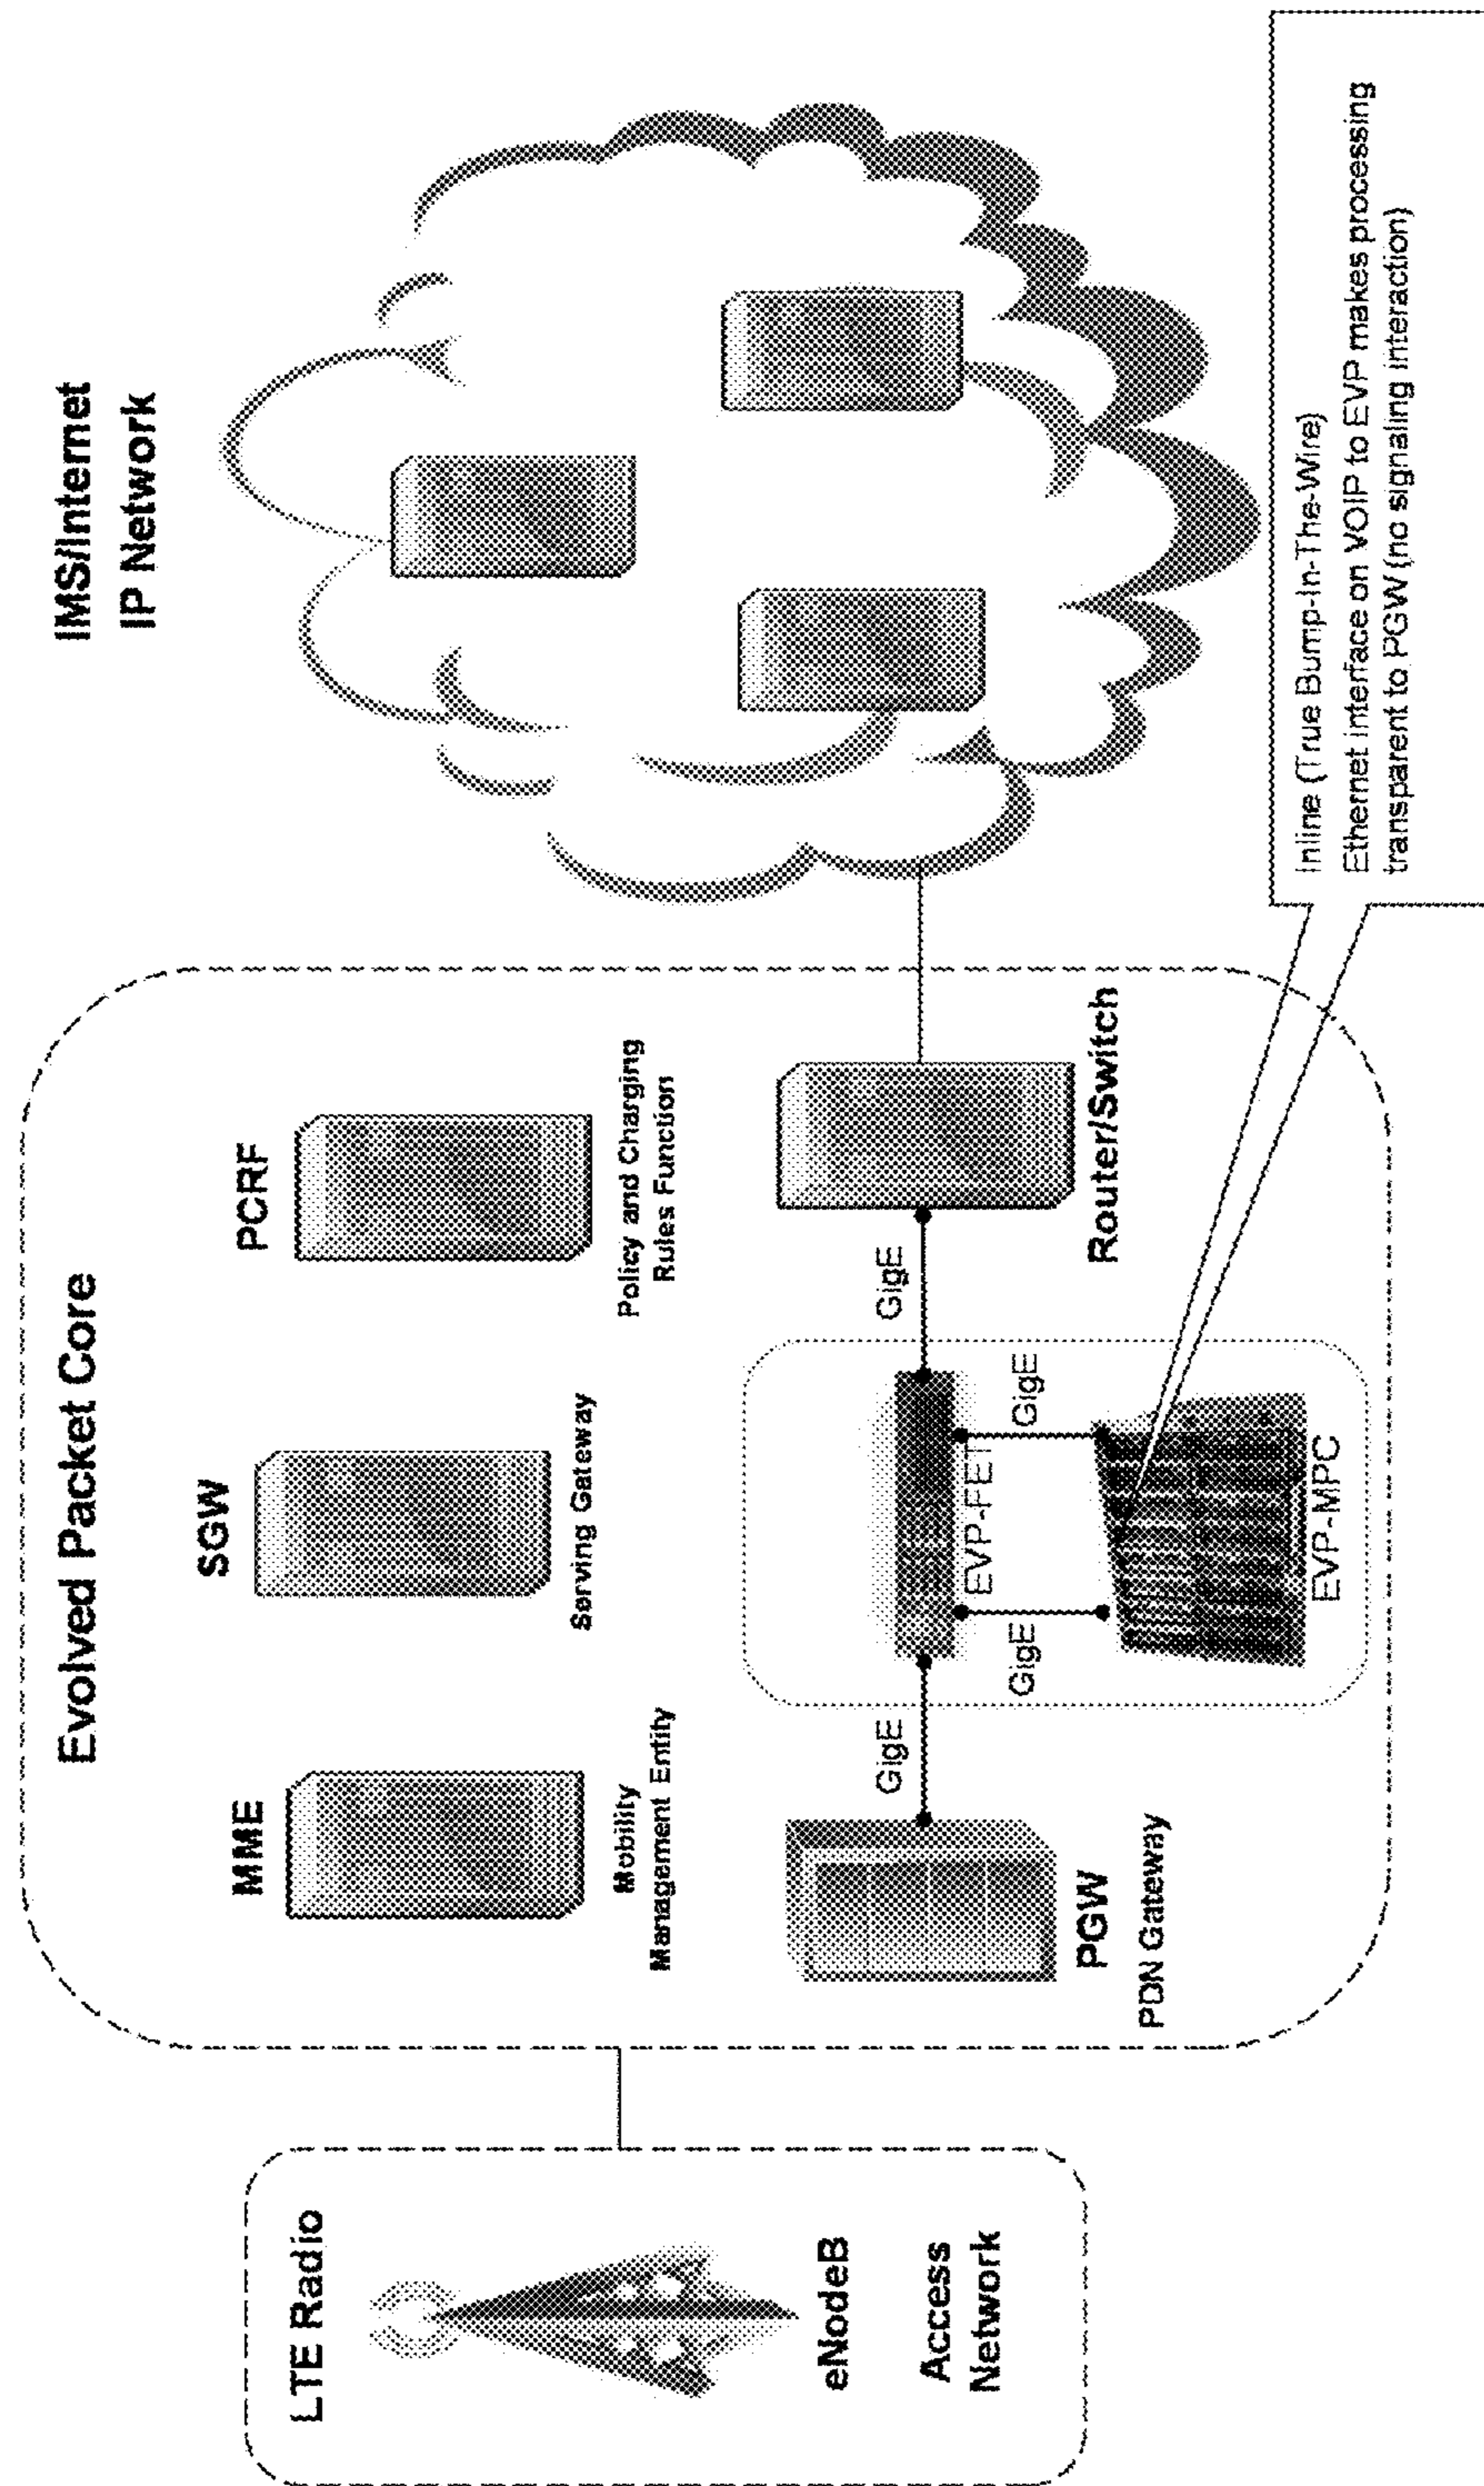 LTE Radio
eNodeB
Access
Network
Evolved Packet Core
MME
Mobility
Management Entity
SGW
Serving Gateway
PCRF
Policy and Charging
Rules Function
PGW
PDN Gateway
GigE
EVP-FET
GigE
GigE
EVP-MPC
GigE
Router/Switch
IMS/Internet
IP Network
Inline (True Bump-In-The-Wire)
Ethernet interface on VOIP to EVP makes processing
transparent to PGW (no signaling interaction)